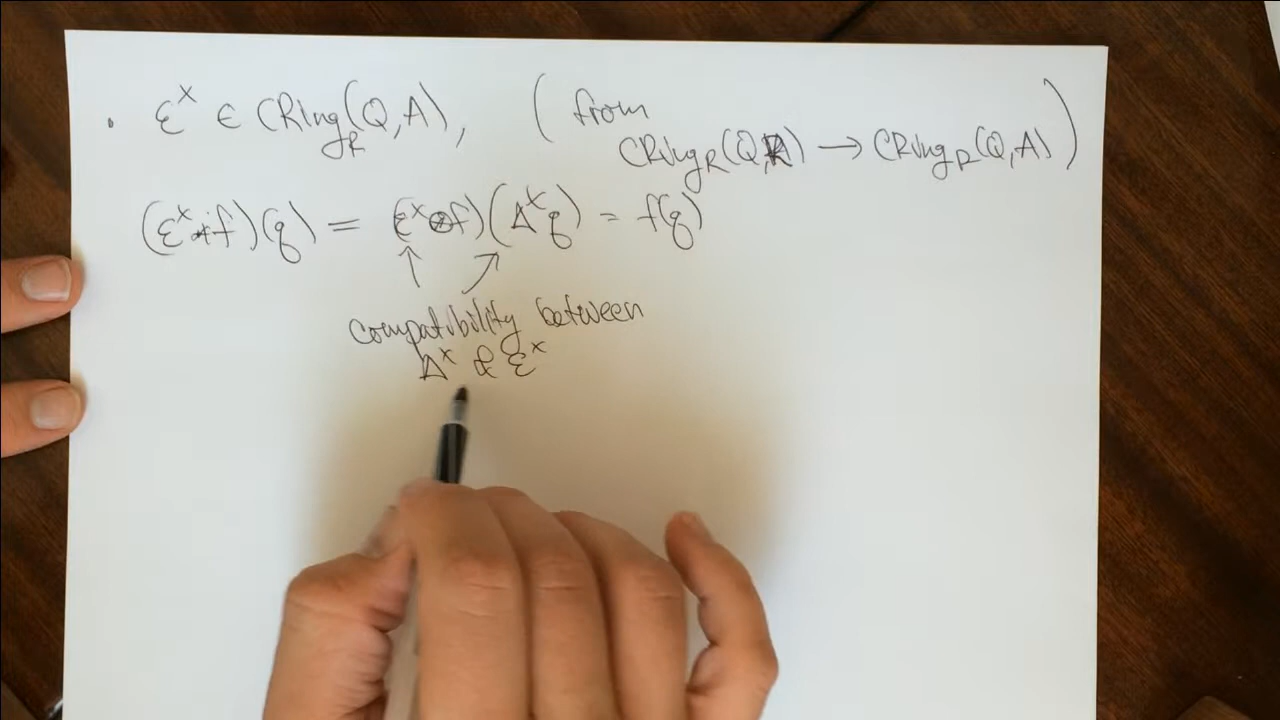 · ε^x ∈ CRing_R(Q,A), ( from
CRing_R(Q,R) → CRing_R(Q,A) )
(ε^x * f)(q) = (ε^x ⊗ f)(Δ^x q) = f(q)
↑ ↗
compatibility between
Δ^x & ε^x